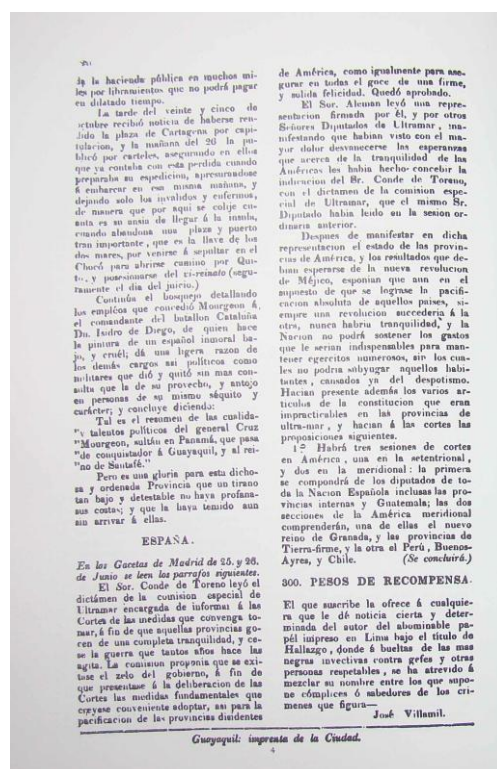 de la hacienda pública en muchos mi-
les por libramientos que no podrá pagar
en dilatado tiempo.
La tarde del veinte y cinco de
octubre recibió noticia de haberse ren-
dido la plaza de Cartagena por capi-
tulacion, y la mañana del 26 la pu-
blicó por carteles, asegurando en ellos
que ya contaba con esta perdida cuando
preparaba su espedicion, apresurandose
á embarcar en esa misma mañana, y
dejando solo los invalidos y enfermos,
de manera que por aqui se colije cu-
anta es su ansia de llegar á la insula,
cuando abandona una plaza y puerto
tran importante, que es la llave de los
dos mares, por venirse á sepultar en el
Chocó para abrirse camino por Qui-
to, y posesionarse del ci-reinato (segu-
ramente el dia del juicio.)
Continúa el bosquejo detallando
los empléos que concedió Mourgeon á,
el comandante del batallon Cataluña
Dn. Isidro de Diego, de quien hace
la pintura de un español inmoral ba-
jo, y cruél; dá una ligera razon de
los demás cargos asi políticos como
militares que dió y quitó sin mas con-
sulta que la de su provecho, y antojo
en personas de su mismo séquito y
carácter; y concluye diciendo:
Tal es el resumen de las cualida-
"y talentos políticos del general Cruz
"Mourgeon, sultán en Panamá, que pasa
"de conquistador á Guayaquil, y al rei-
"no de Santafé."
Pero es una gloria para esta dicho-
sa y ordenada Provincia que un tirano
tan bajo y detestable no haya profana-
sus costas; y que la haya tenido aun
sin arrivar á ellas.
ESPAÑA.
En las Gacetas de Madrid de 25. y 26.
de Junio se leen los parrafos siguientes.
El Sor. Conde de Toreno leyó el
dictámen de la comision especial de
Ultramar encargada de informar á las
Cortes de las medidas que convenga to-
mar, á fin de que aquellas provincias go-
cen de una completa tranquilidad, y ce-
se la guerra que tantos años hace las
agita. La comision proponia que se exi-
tase el zelo del gobierno, á fin de
que presentase á la deliberacion de las
Cortes las medidas fundamentales que
creyese conveniente adoptar, asi para la
pacificacion de las provincias disidentes
de América, como igualmente para ase-
gurar en todas el goce de una firme,
y solida felicidad. Quedó aprobado.
El Sor. Aleman leyó una repre-
sentacion firmada por él, y por otros
Señores Diputados de Ultramar, ma-
nifestando que habian visto con el ma-
yor dolor desvanecerse las esperanzas
que acerca de la tranquilidad de las
Américas les habia hecho concebir la
indicacion del Sr. Conde de Toreno,
con el dictamen de la comision espe-
cial de Ultramar, que el mismo Sr.
Diputado habia leido en la sesion or-
dinaria anterior.
Despues de manifestar en dicha
representacion el estado de las provin-
cias de América, y los resultados que de-
bian esperarse de la nueva revolucion
de Méjico, esponian que aun en el
supuesto de que se lograse la pacifi-
cacion absoluta de aquellos paises, si-
empre una revolucion succederia á la
otra, nunca habria tranquilidad, y la
Nacion no podrá sostener los gastos
que le serian indispensables para man-
tener egercitos numerosos, sin los cua-
les no podria subyugar aquellos habi-
tantes, cansados ya del despotismo.
Hacian presente además los varios ar-
ticulos de la constitucion que eran
impracticables en las provincias de
ultra-mar, y hacian á las cortes las
proposiciones siguientes.
1? Habrá tres sesiones de cortes
en América, una en la setentrional,
y dos en la meridional: la primera
se compondrá de los diputados de to-
da la Nacion Española inclusas las pro-
vincias internas y Guatemala; las dos
secciones de la América meridional
comprenderán, una de ellas el nuevo
reino de Granada, y las provincias de
Tierra-firme, y la otra el Perú, Buenos-
Ayres, y Chile. (Se concluirá.)
300. PESOS DE RECOMPENSA.
El que suscribe la ofrece á cualquie-
ra que le dé noticia cierta y deter-
minada del autor del abominable pa-
pél impreso en Lima bajo el titulo de
Hallazgo, donde á bueltas de las mas
negras invectivas contra gefes y otras
personas respetables, se ha atrevido á
mezclar su nombre entre los que supo-
ne cómplices ó sabedores de los cri-
menes que figura—
José Villamil.
Guayaquil: imprenta de la Ciudad.
4